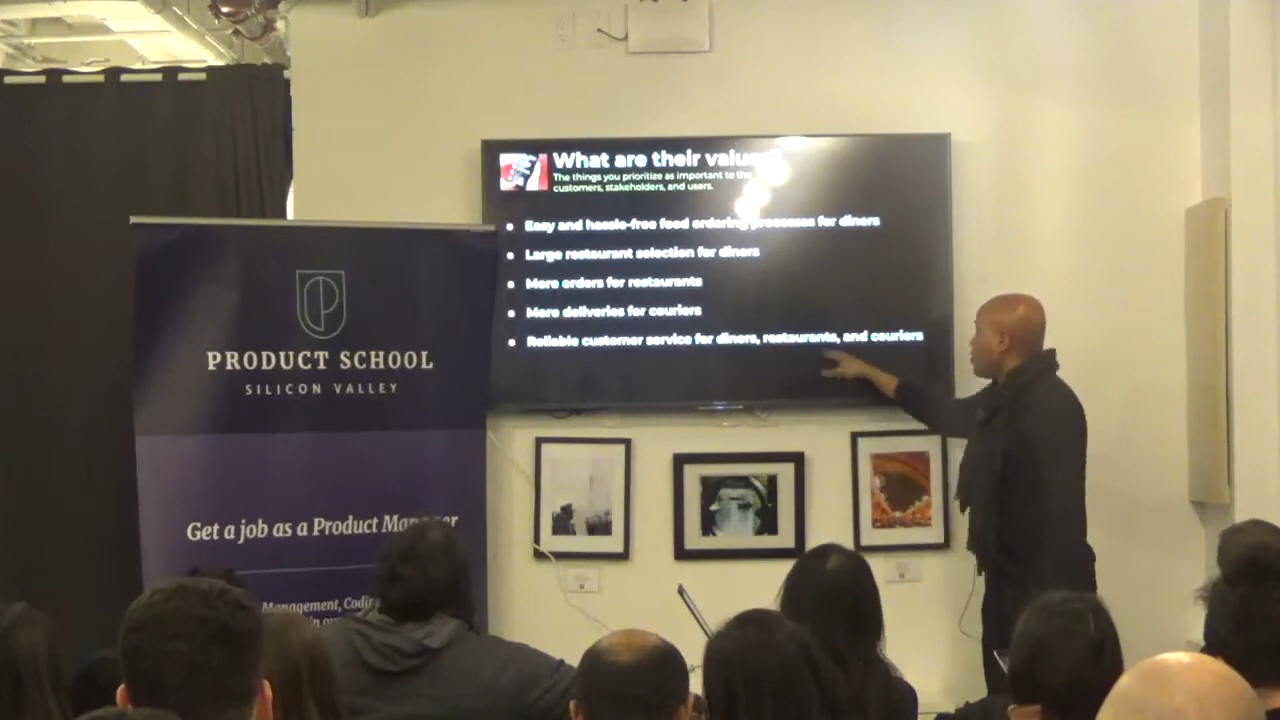 What are their values?
The things you prioritize as important to the
customers, stakeholders, and users.
• Easy and hassle-free food ordering processes for diners
• Large restaurant selection for diners
• More orders for restaurants
• More deliveries for couriers
• Reliable customer service for diners, restaurants, and couriers
PRODUCT SCHOOL
SILICON VALLEY
Get a job as a Product Manager
Management,